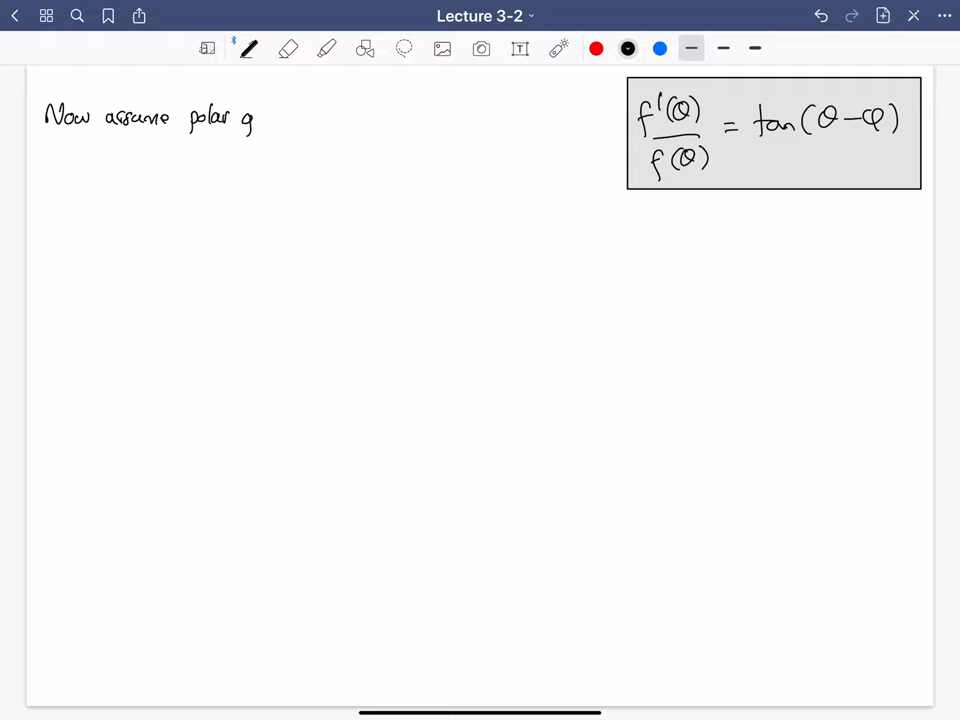 Lecture 3-2
Now assume polar g
f'(θ)
f(θ)
= tan(θ-φ)